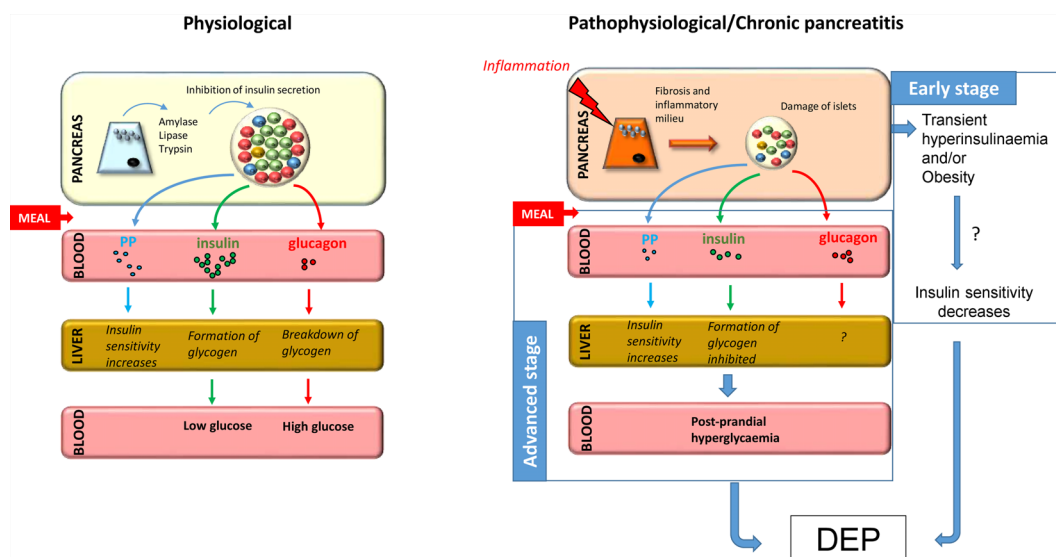 Physiological
PANCREAS
Inhibition of insulin secretion
Amylase
Lipase
Trypsin
MEAL
BLOOD
PP
insulin
glucagon
LIVER
Insulin
sensitivity
increases
Formation of
glycogen
Breakdown of
glycogen
BLOOD
Low glucose
High glucose
Pathophysiological/Chronic pancreatitis
Inflammation
PANCREAS
Fibrosis and
inflammatory
milieu
Damage of islets
MEAL
BLOOD
PP
insulin
glucagon
Advanced stage
LIVER
Insulin
sensitivity
increases
Formation of
glycogen
inhibited
?
BLOOD
Post-prandial
hyperglycaemia
Early stage
Transient
hyperinsulinaemia
and/or
Obesity
?
Insulin sensitivity
decreases
DEP